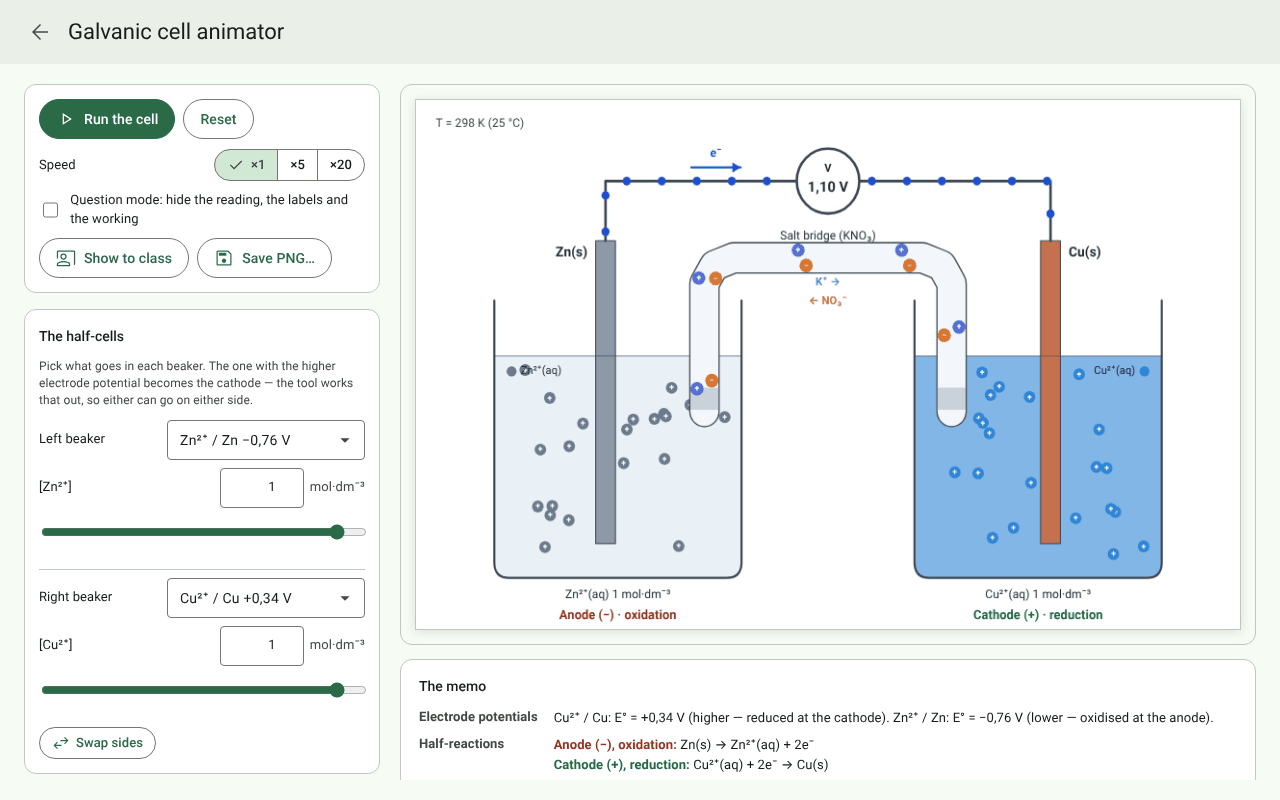 Galvanic cell animator
Run the cell
Reset
Speed
×1
×5
×20
Question mode: hide the reading, the labels and
the working
Show to class
Save PNG…
The half-cells
Pick what goes in each beaker. The one with the higher
electrode potential becomes the cathode — the tool works
that out, so either can go on either side.
Left beaker
Zn²⁺ / Zn −0,76 V
[Zn²⁺]
1
mol·dm⁻³
Right beaker
Cu²⁺ / Cu +0,34 V
[Cu²⁺]
1
mol·dm⁻³
Swap sides
T = 298 K (25 °C)
e⁻
V
1,10 V
Salt bridge (KNO₃)
Zn(s)
Cu(s)
K⁺ →
← NO₃⁻
Zn²⁺(aq)
Cu²⁺(aq)
Zn²⁺(aq) 1 mol·dm⁻³
Anode (−) · oxidation
Cu²⁺(aq) 1 mol·dm⁻³
Cathode (+) · reduction
The memo
Electrode potentials
Cu²⁺ / Cu: E° = +0,34 V (higher — reduced at the cathode). Zn²⁺ / Zn: E° = −0,76 V (lower — oxidised at the anode).
Half-reactions
Anode (−), oxidation: Zn(s) → Zn²⁺(aq) + 2e⁻
Cathode (+), reduction: Cu²⁺(aq) + 2e⁻ → Cu(s)